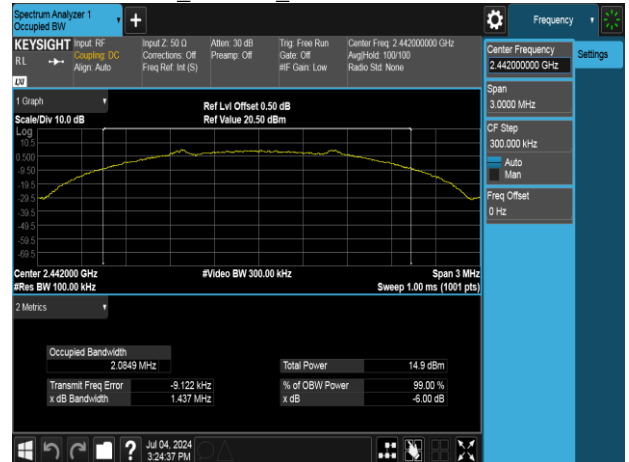 Spectrum Analyzer 1
Occupied BW
Frequency
KEYSIGHT
RL
LXI
Input: RF
Coupling: DC
Align: Auto
Input Z: 50 Ω
Corrections: Off
Freq Ref: Int (S)
Atten: 30 dB
Preamp: Off
Trig: Free Run
Gate: Off
#IF Gain: Low
Center Freq: 2.442000000 GHz
Avg|Hold: 100/100
Radio Std: None
Center Frequency
2.442000000 GHz
Settings
Span
3.0000 MHz
CF Step
300.000 kHz
Auto
Man
Freq Offset
0 Hz
1 Graph
Scale/Div 10.0 dB
Ref Lvl Offset 0.50 dB
Ref Value 20.50 dBm
Log
10.5
0.500
-9.50
-19.5
-29.5
-39.5
-49.5
-59.5
-69.5
Center 2.442000 GHz
#Res BW 100.00 kHz
#Video BW 300.00 kHz
Span 3 MHz
Sweep 1.00 ms (1001 pts)
2 Metrics
Occupied Bandwidth
2.0849 MHz
Total Power 14.9 dBm
Transmit Freq Error -9.122 kHz
% of OBW Power 99.00 %
x dB Bandwidth 1.437 MHz
x dB -6.00 dB
?
Jul 04, 2024
3:24:37 PM